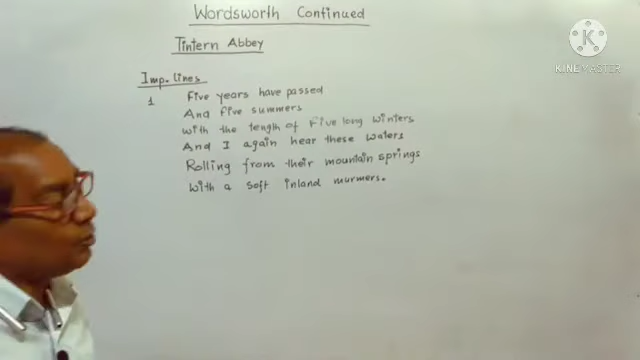 Wordsworth Continued
Tintern Abbey
Imp. lines
1 Five years have passed
And five summers
with the tength of Five long winters
And I again hear these waters
Rolling from their mountain springs
With a soft inland murmers.
K
KINEMASTER